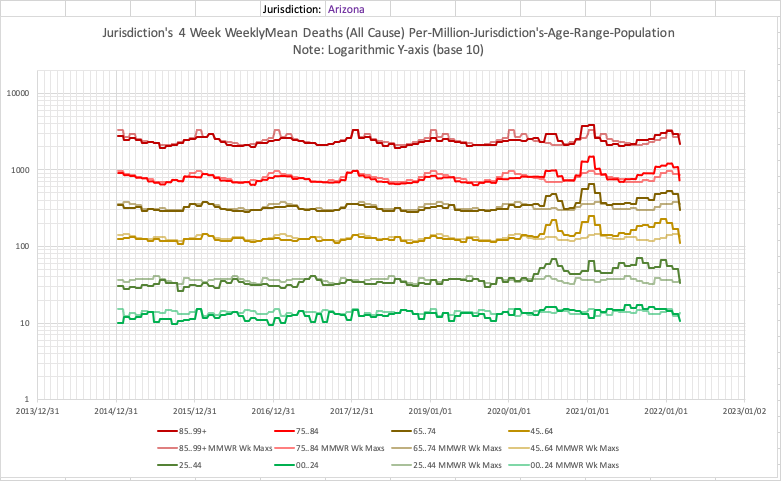 Jurisdiction: Arizona
Jurisdiction's 4 Week WeeklyMean Deaths (All Cause) Per-Million-Jurisdiction's-Age-Range-Population
Note: Logarithmic Y-axis (base 10)
10000
1000
100
10
1
2013/12/31 2014/12/31 2015/12/31 2016/12/31 2017/12/31 2019/01/01 2020/01/01 2021/01/01 2022/01/01 2023/01/02
85..99+ 75..84 65..74 45..64
85..99+ MMWR Wk Maxs 75..84 MMWR Wk Maxs 65..74 MMWR Wk Maxs 45..64 MMWR Wk Maxs
25..44 00..24 25..44 MMWR Wk Maxs 00..24 MMWR Wk Maxs